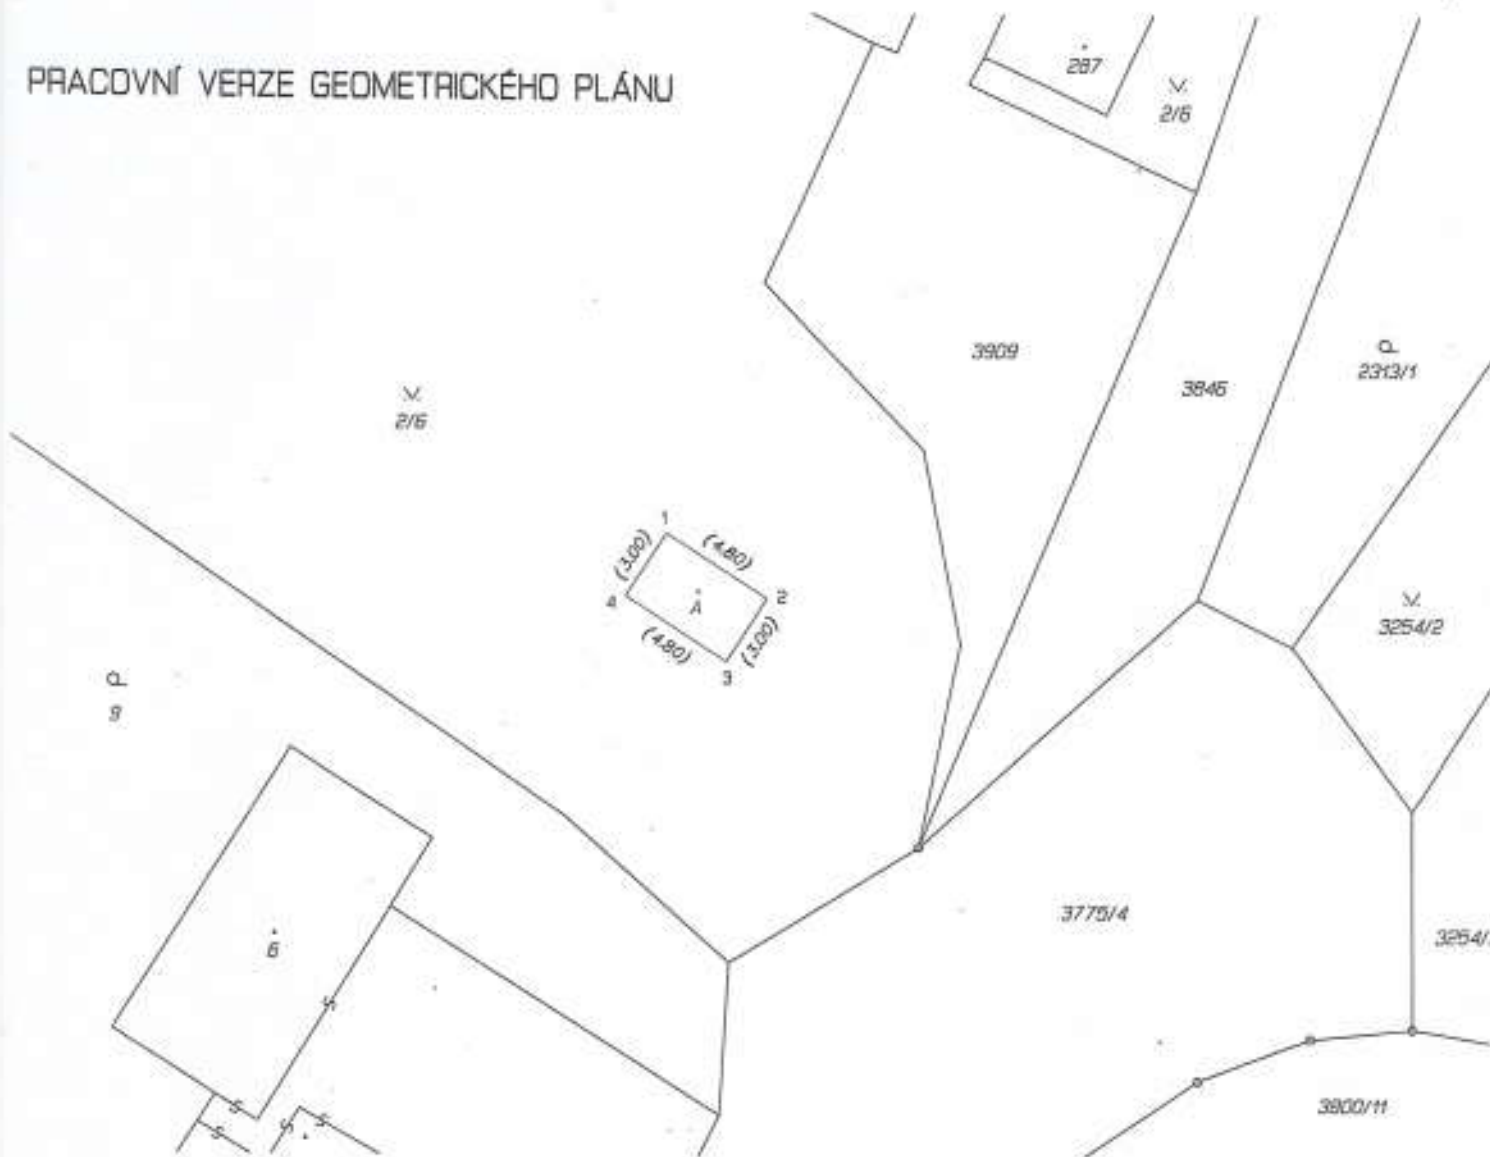 PRACOVNÍ VERZE GEOMETRICKÉHO PLÁNU
287
2/6
3909
3846
2313/1
2/6
1
(3.00)
(4.80)
2
A
4
(4.80)
(3.00)
3
3254/2
9
6
3775/4
3254/
S
S
S
S
S
3800/11